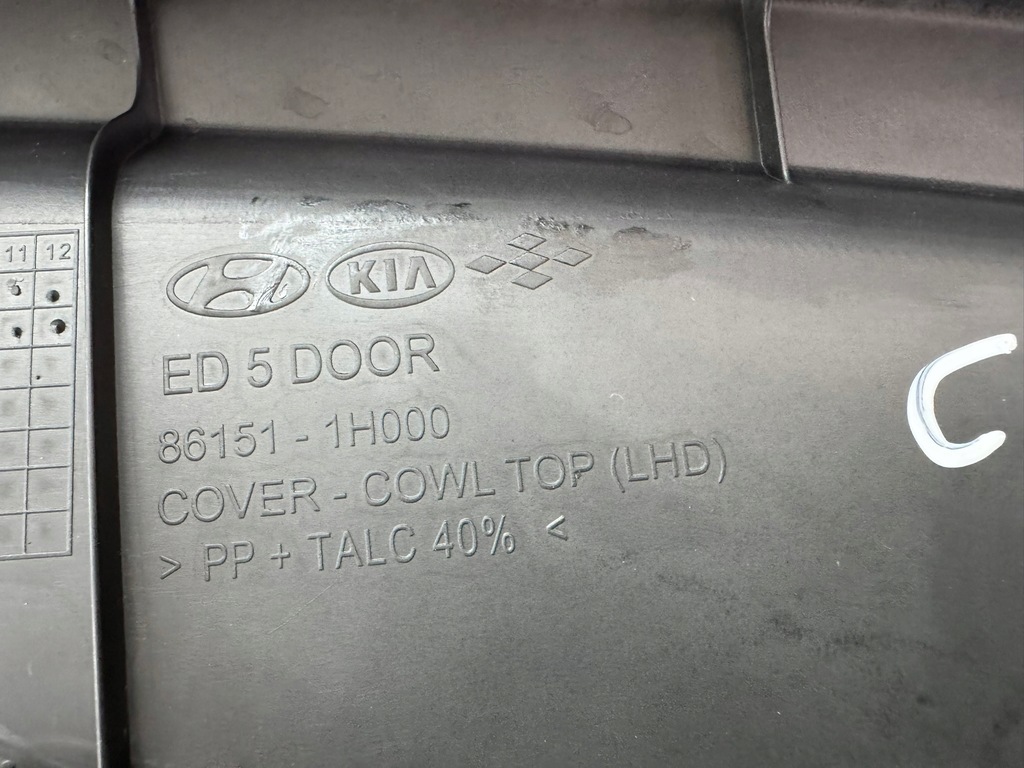 11 12
KIA
ED 5 DOOR
86151 - 1H000
COVER - COWL TOP (LHD)
> PP + TALC 40% <
C